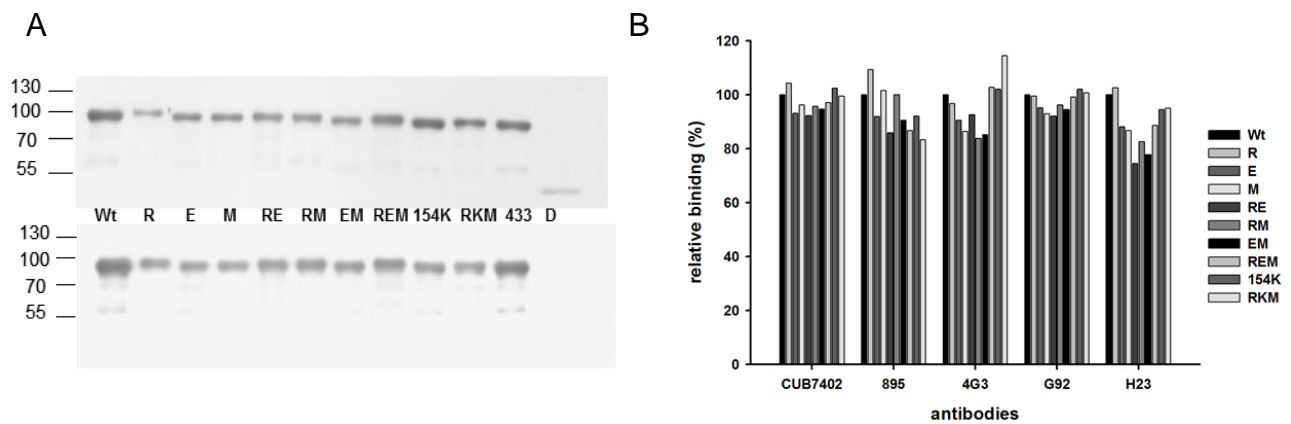 A
130
100
70
55
Wt R E M RE RM EM REM 154K RKM 433 D
130
100
70
55
B
120
100
80
60
40
20
0
relative binidng (%)
CUB7402 895 4G3 G92 H23
antibodies
Wt
R
E
M
RE
RM
EM
REM
154K
RKM